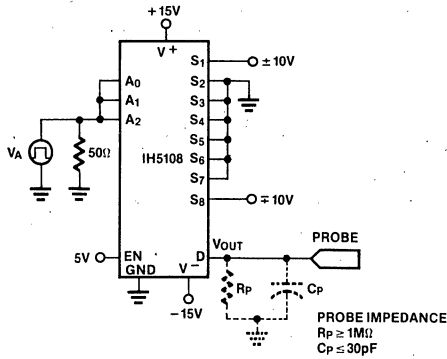 +15V
V+
A0
A1
A2
S1
±10V
S2
S3
S4
S5
S6
S7
S8
∓10V
VA
50Ω
IH5108
5V
EN
GND
V−
D
VOUT
PROBE
−15V
RP
CP
PROBE IMPEDANCE
RP ≥ 1MΩ
CP ≤ 30pF